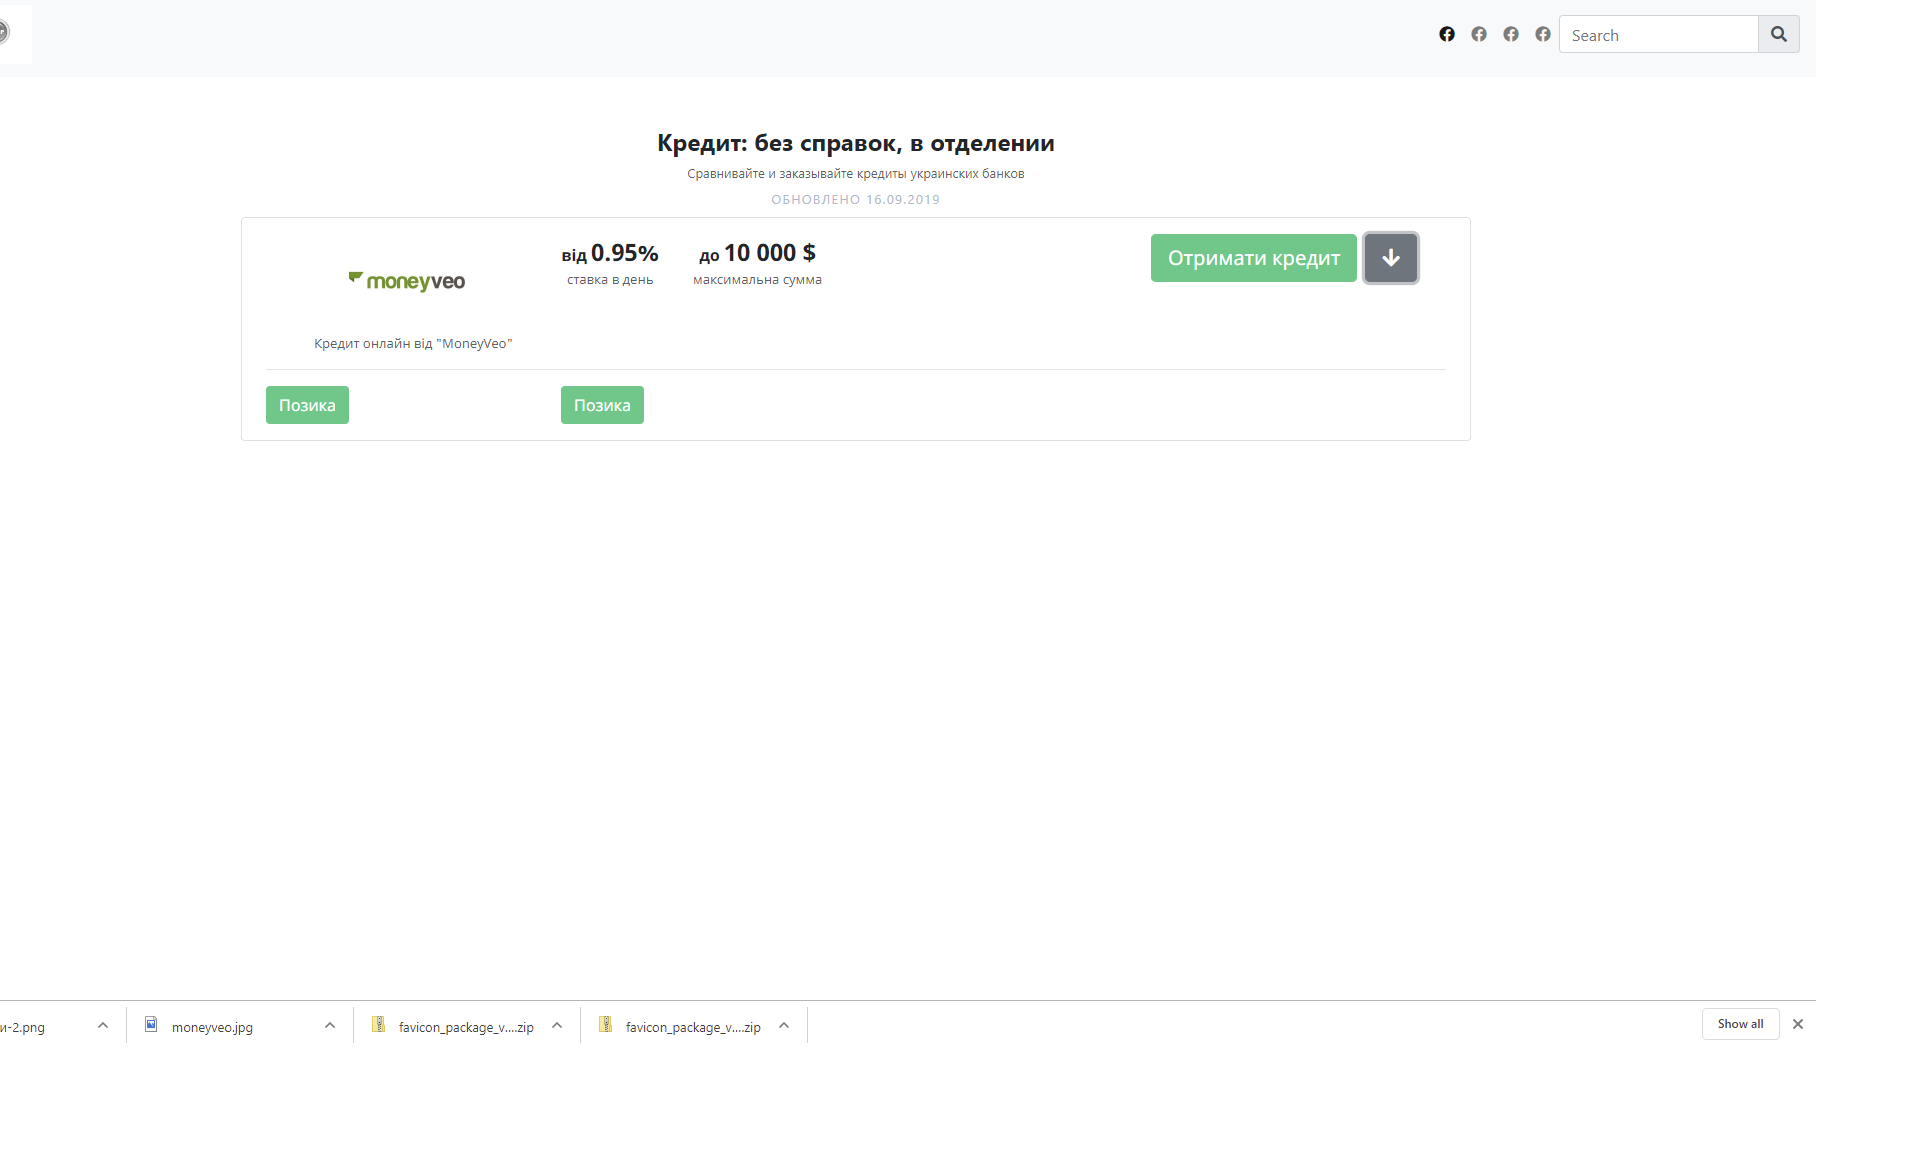 Search
Кредит: без справок, в отделении
Сравнивайте и заказывайте кредиты украинских банков
ОБНОВЛЕНО 16.09.2019
від 0.95%
ставка в день
до 10 000 $
максимальна сумма
Отримати кредит
moneyveo
Кредит онлайн від "MoneyVeo"
Позика
Позика
и-2.png
moneyveo.jpg
favicon_package_v....zip
favicon_package_v....zip
Show all